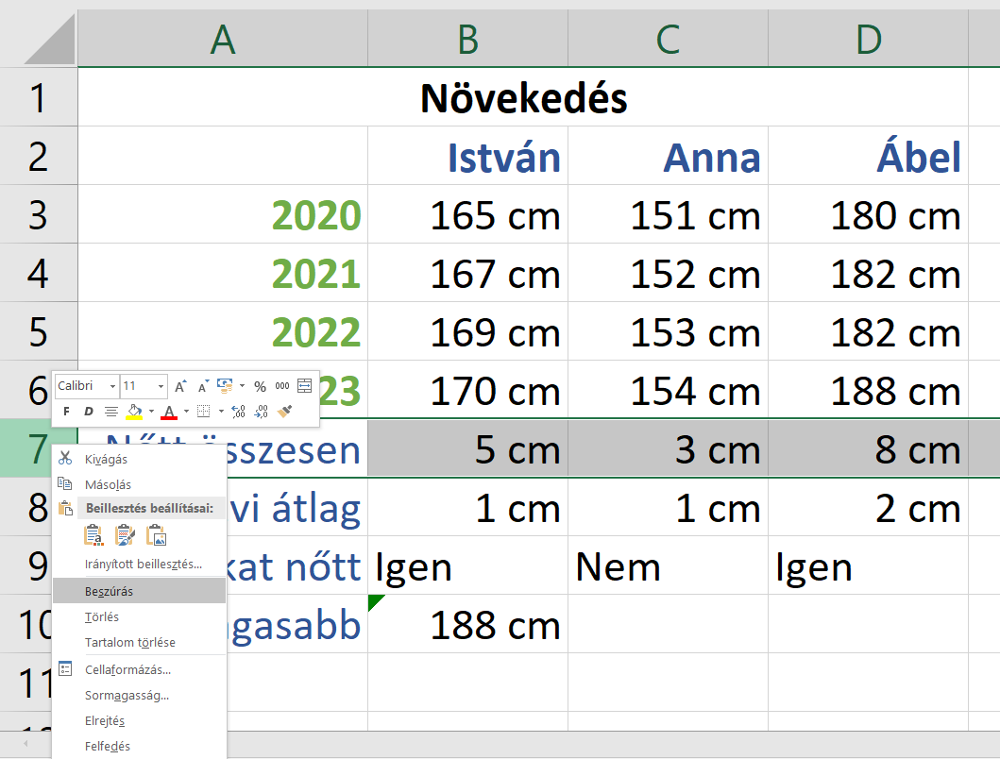 A B C D
1 Növekedés
2 István Anna Ábel
3 2020 165 cm 151 cm 180 cm
4 2021 167 cm 152 cm 182 cm
5 2022 169 cm 153 cm 182 cm
6 23 170 cm 154 cm 188 cm
Calibri 11 A A % 000
F D A ,00 ,00
7 Nőtt összesen 5 cm 3 cm 8 cm
Kivágás
Másolás
8 vi átlag 1 cm 1 cm 2 cm
Beillesztés beállításai:
9 kat nőtt Igen Nem Igen
Irányított beillesztés...
Beszúrás
10 gasabb 188 cm
Törlés
Tartalom törlése
11
Cellaformázás...
Sormagasság...
Elrejtés
Felfedés